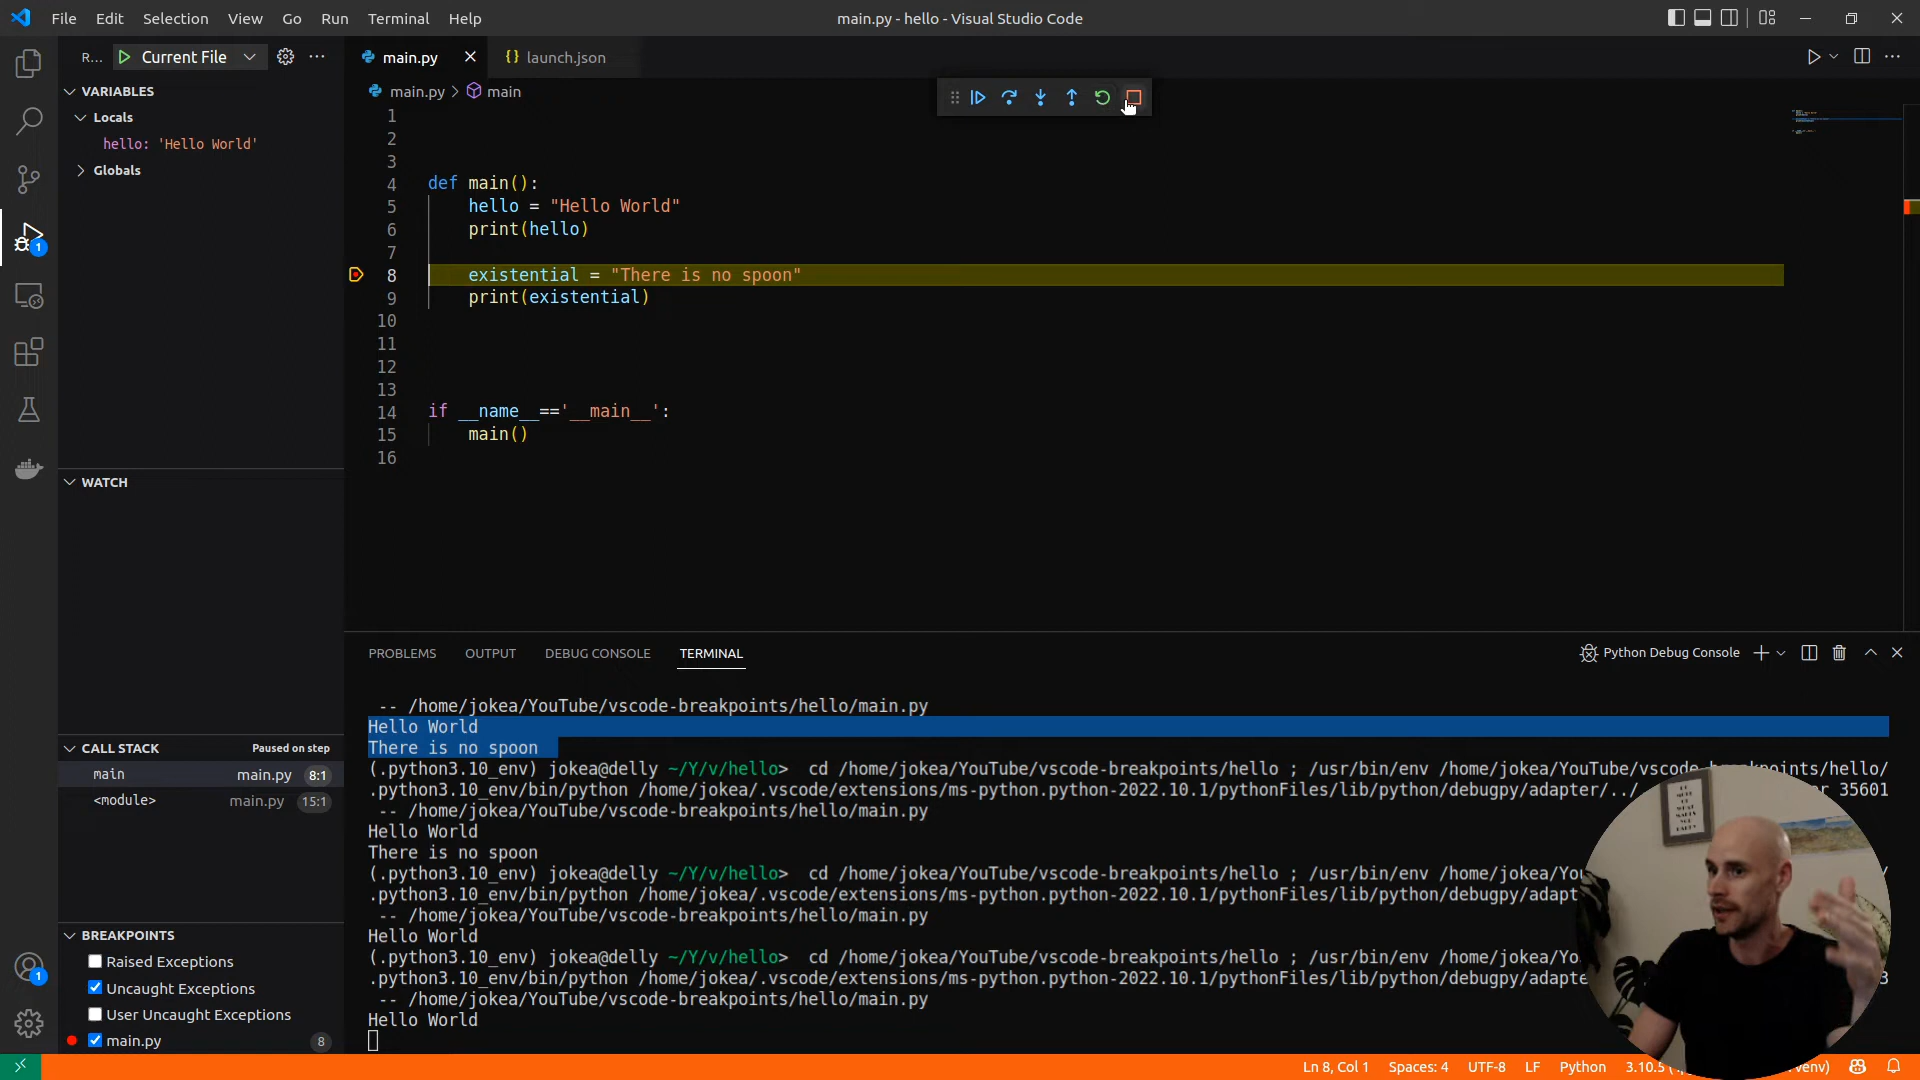 File Edit Selection View Go Run Terminal Help
main.py - hello - Visual Studio Code
R... Current File
main.py
launch.json
main.py > main
VARIABLES
Locals
hello: 'Hello World'
Globals
WATCH
CALL STACK Paused on step
main main.py 8:1
<module> main.py 15:1
BREAKPOINTS
Raised Exceptions
Uncaught Exceptions
User Uncaught Exceptions
main.py 8
1
1
1
2
3
4 def main():
5 hello = "Hello World"
6 print(hello)
7
8 existential = "There is no spoon"
9 print(existential)
10
11
12
13
14 if __name__=='__main__':
15 main()
16
PROBLEMS OUTPUT DEBUG CONSOLE TERMINAL
Python Debug Console
-- /home/jokea/YouTube/vscode-breakpoints/hello/main.py
Hello World
There is no spoon
(.python3.10_env) jokea@delly ~/Y/v/hello> cd /home/jokea/YouTube/vscode-breakpoints/hello ; /usr/bin/env /home/jokea/YouTube/vscode-breakpoints/hello/
.python3.10_env/bin/python /home/jokea/.vscode/extensions/ms-python.python-2022.10.1/pythonFiles/lib/python/debugpy/adapter/../ 35601
-- /home/jokea/YouTube/vscode-breakpoints/hello/main.py
Hello World
There is no spoon
(.python3.10_env) jokea@delly ~/Y/v/hello> cd /home/jokea/YouTube/vscode-breakpoints/hello ; /usr/bin/env /home/jokea/You
.python3.10_env/bin/python /home/jokea/.vscode/extensions/ms-python.python-2022.10.1/pythonFiles/lib/python/debugpy/adapt
-- /home/jokea/YouTube/vscode-breakpoints/hello/main.py
Hello World
(.python3.10_env) jokea@delly ~/Y/v/hello> cd /home/jokea/YouTube/vscode-breakpoints/hello ; /usr/bin/env /home/jokea/Yo
.python3.10_env/bin/python /home/jokea/.vscode/extensions/ms-python.python-2022.10.1/pythonFiles/lib/python/debugpy/adapte 3
-- /home/jokea/YouTube/vscode-breakpoints/hello/main.py
Hello World
Ln 8, Col 1 Spaces: 4 UTF-8 LF Python 3.10.5 venv)